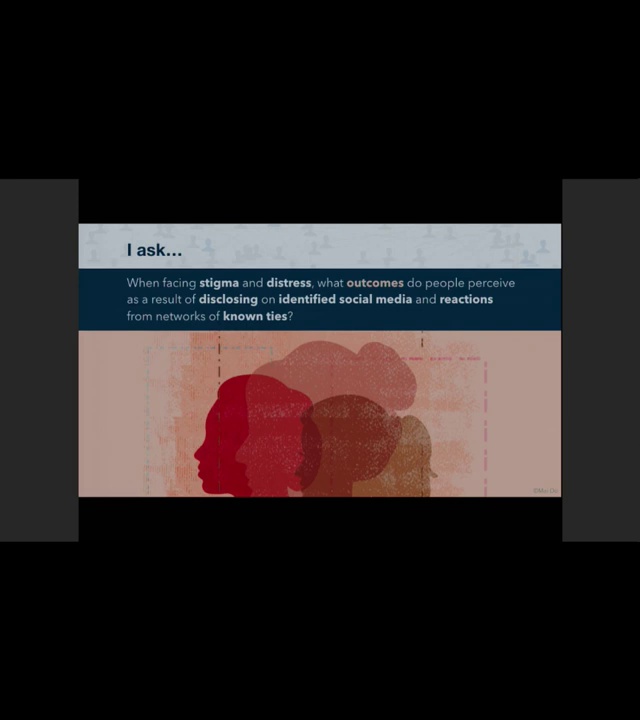 I ask...
When facing stigma and distress, what outcomes do people perceive
as a result of disclosing on identified social media and reactions
from networks of known ties?